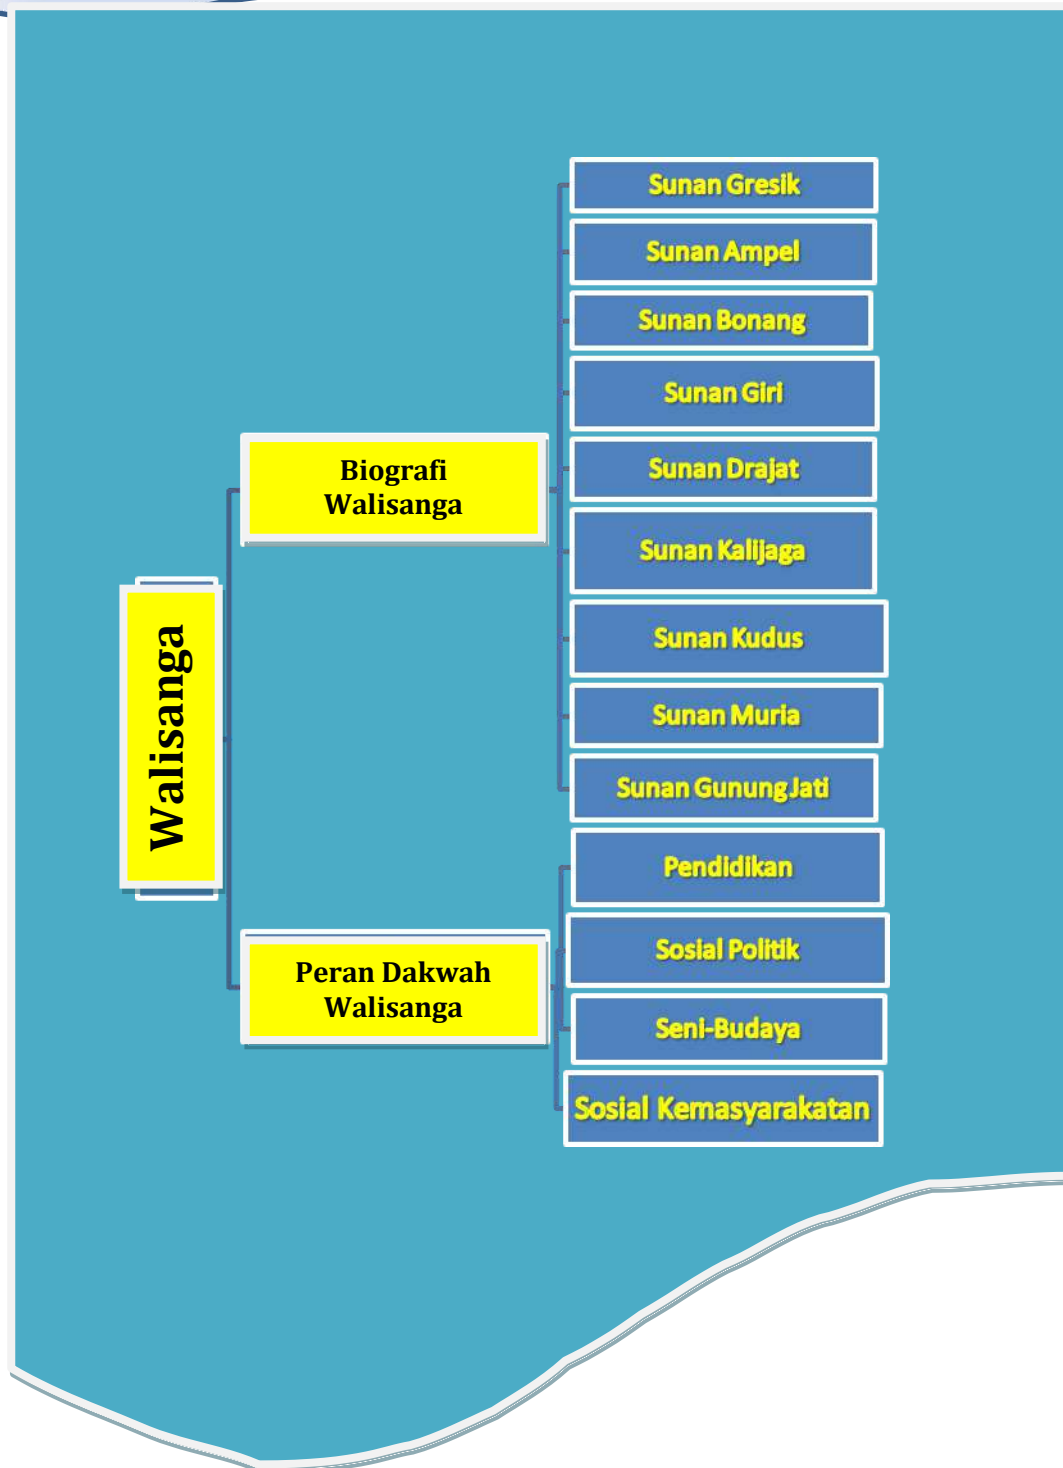 Walisanga
Biografi
Walisanga
Sunan Gresik
Sunan Ampel
Sunan Bonang
Sunan Giri
Sunan Drajat
Sunan Kalijaga
Sunan Kudus
Sunan Muria
Sunan Gunung Jati
Peran Dakwah
Walisanga
Pendidikan
Sosial Politik
Seni-Budaya
Sosial Kemasyarakatan